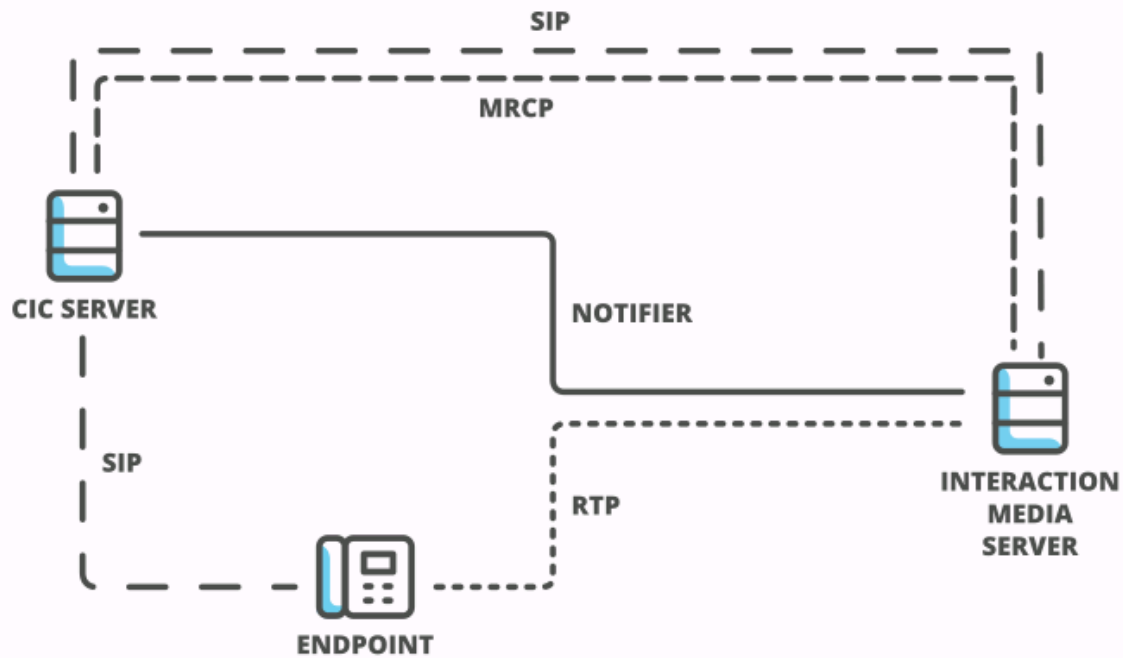 SIP
MRCP
CIC SERVER
NOTIFIER
SIP
INTERACTION
MEDIA
SERVER
RTP
ENDPOINT